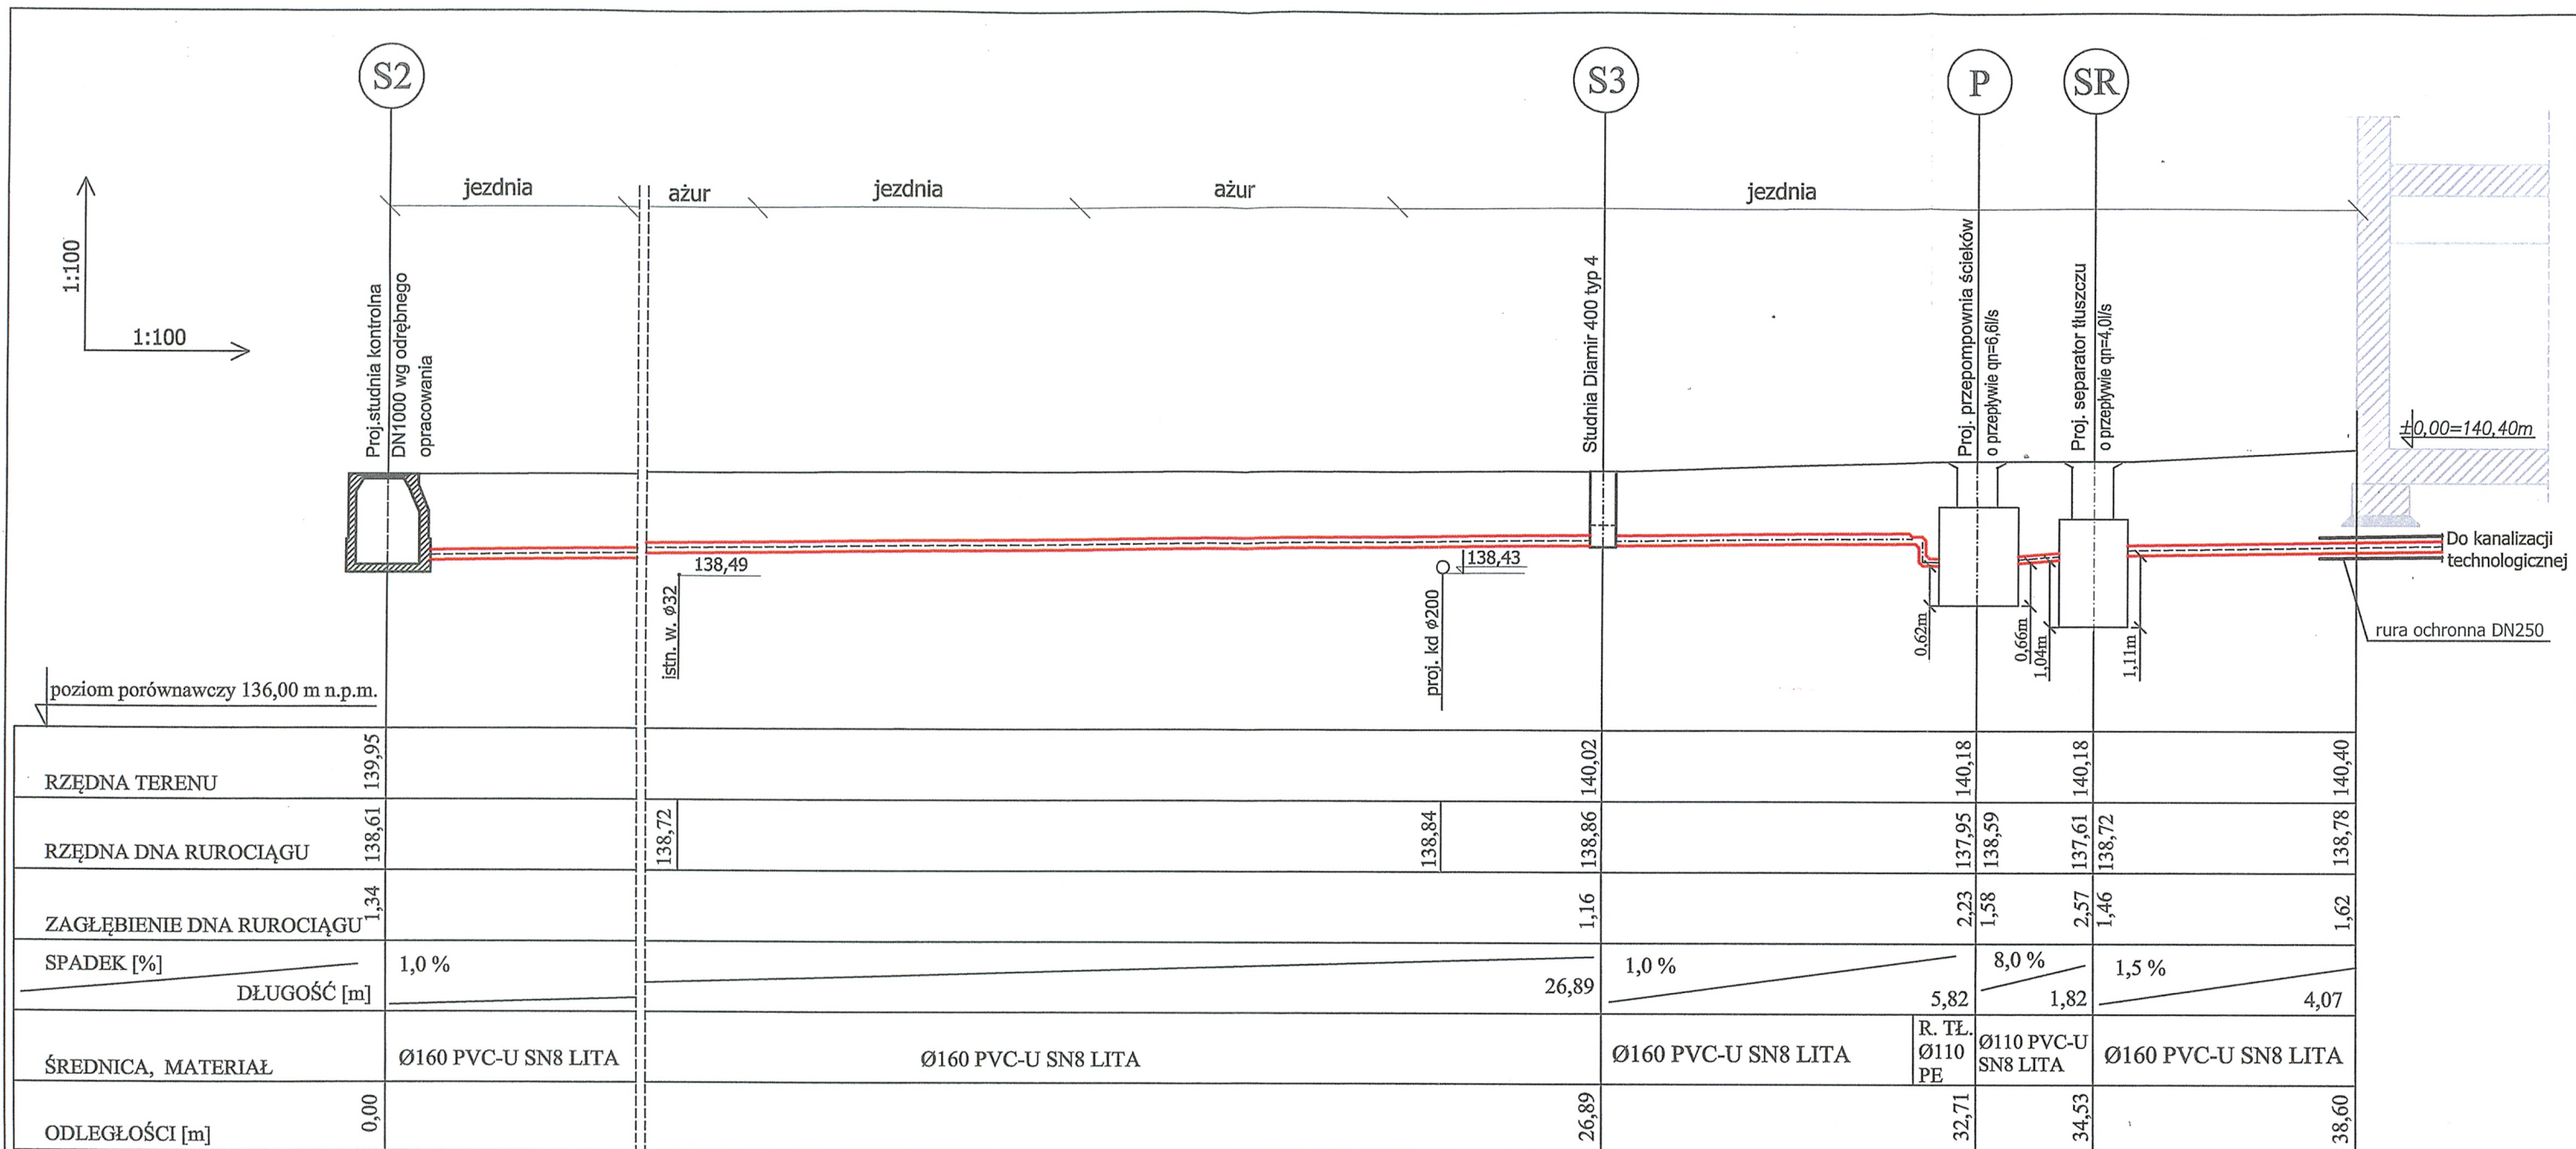 S2
S3
P
SR
jezdnia
ażur
jezdnia
ażur
jezdnia
1:100
1:100
Proj.studnia kontrolna
DN1000 wg odrębnego
opracowania
Studnia Diamir 400 typ 4
Proj. przepompownia ścieków
o przepływie qn=6,6l/s
Proj. separator tłuszczu
o przepływie qn=4,0l/s
±0,00=140,40m
Do kanalizacji
technologicznej
rura ochronna DN250
138,49
istn. w. ϕ32
138,43
proj. kd ϕ200
0,62m
0,66m
1,04m
1,11m
poziom porównawczy 136,00 m n.p.m.
RZĘDNA TERENU
139,95
140,02
140,18
140,18
140,40
RZĘDNA DNA RUROCIĄGU
138,61
138,72
138,84
138,86
137,95
138,59
137,61
138,72
138,78
ZAGŁĘBIENIE DNA RUROCIĄGU
1,34
1,16
2,23
1,58
2,57
1,46
1,62
SPADEK [%]
DŁUGOŚĆ [m]
1,0 %
26,89
1,0 %
5,82
8,0 %
1,82
1,5 %
4,07
ŚREDNICA, MATERIAŁ
Ø160 PVC-U SN8 LITA
Ø160 PVC-U SN8 LITA
Ø160 PVC-U SN8 LITA
R. TŁ.
Ø110
PE
Ø110 PVC-U
SN8 LITA
Ø160 PVC-U SN8 LITA
ODLEGŁOŚCI [m]
0,00
26,89
32,71
34,53
38,60